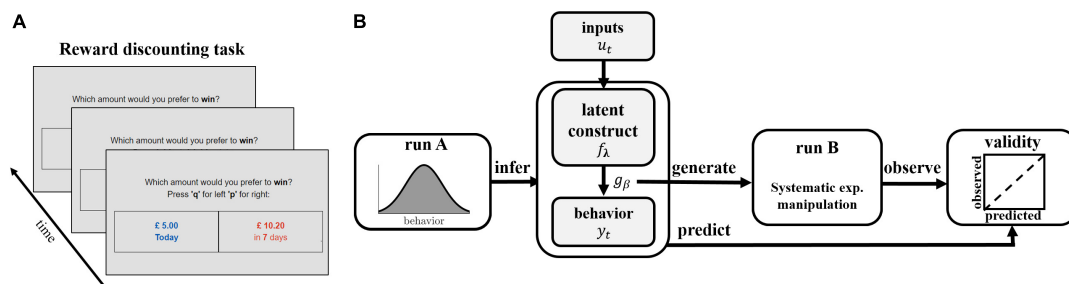 A
Reward discounting task
Which amount would you prefer to win?
Which amount would you prefer to win?
Which amount would you prefer to win?
Press 'q' for left 'p' for right:
£ 5.00
Today
£ 10.20
in 7 days
time
B
inputs
u_t
latent
construct
f_λ
g_β
behavior
y_t
run A
behavior
infer
generate
predict
run B
Systematic exp.
manipulation
observe
validity
observed
predicted